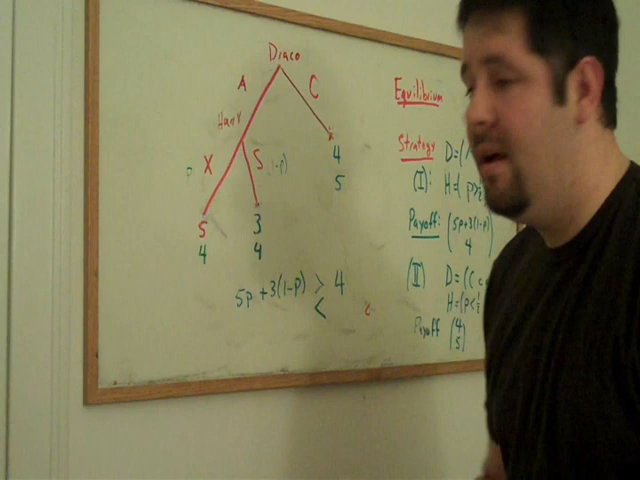 Draco
A
C
Harry
P
X
S
(1-p)
4
5
5
4
3
4
5p+3(1-p) > 4
<
Equilibrium
Strategy
(I):
D=(
H=( p>
Payoff: (5p+3(1-p)
4 )
(II)
D=(C
H=(p<
Payoff (4
5)